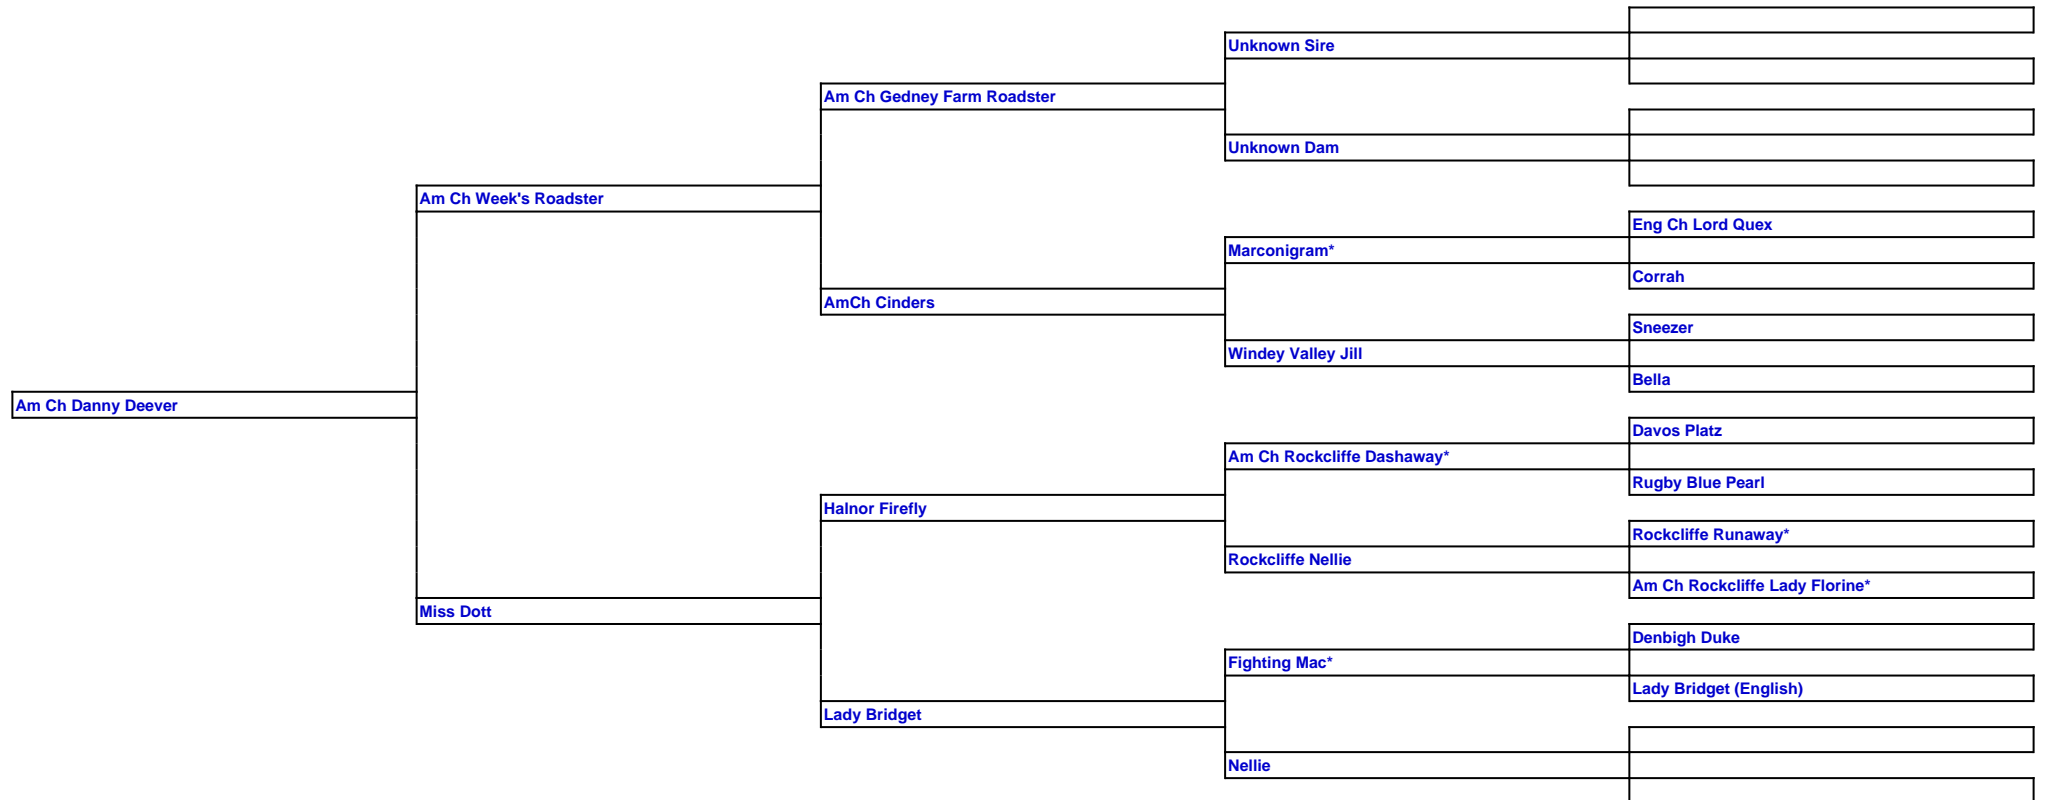 Unknown Sire
Am Ch Gedney Farm Roadster
Unknown Dam
Am Ch Week's Roadster
Eng Ch Lord Quex
Marconigram*
Corrah
AmCh Cinders
Sneezer
Windey Valley Jill
Bella
Am Ch Danny Deever
Davos Platz
Am Ch Rockcliffe Dashaway*
Rugby Blue Pearl
Halnor Firefly
Rockcliffe Runaway*
Rockcliffe Nellie
Am Ch Rockcliffe Lady Florine*
Miss Dott
Denbigh Duke
Fighting Mac*
Lady Bridget (English)
Lady Bridget
Nellie